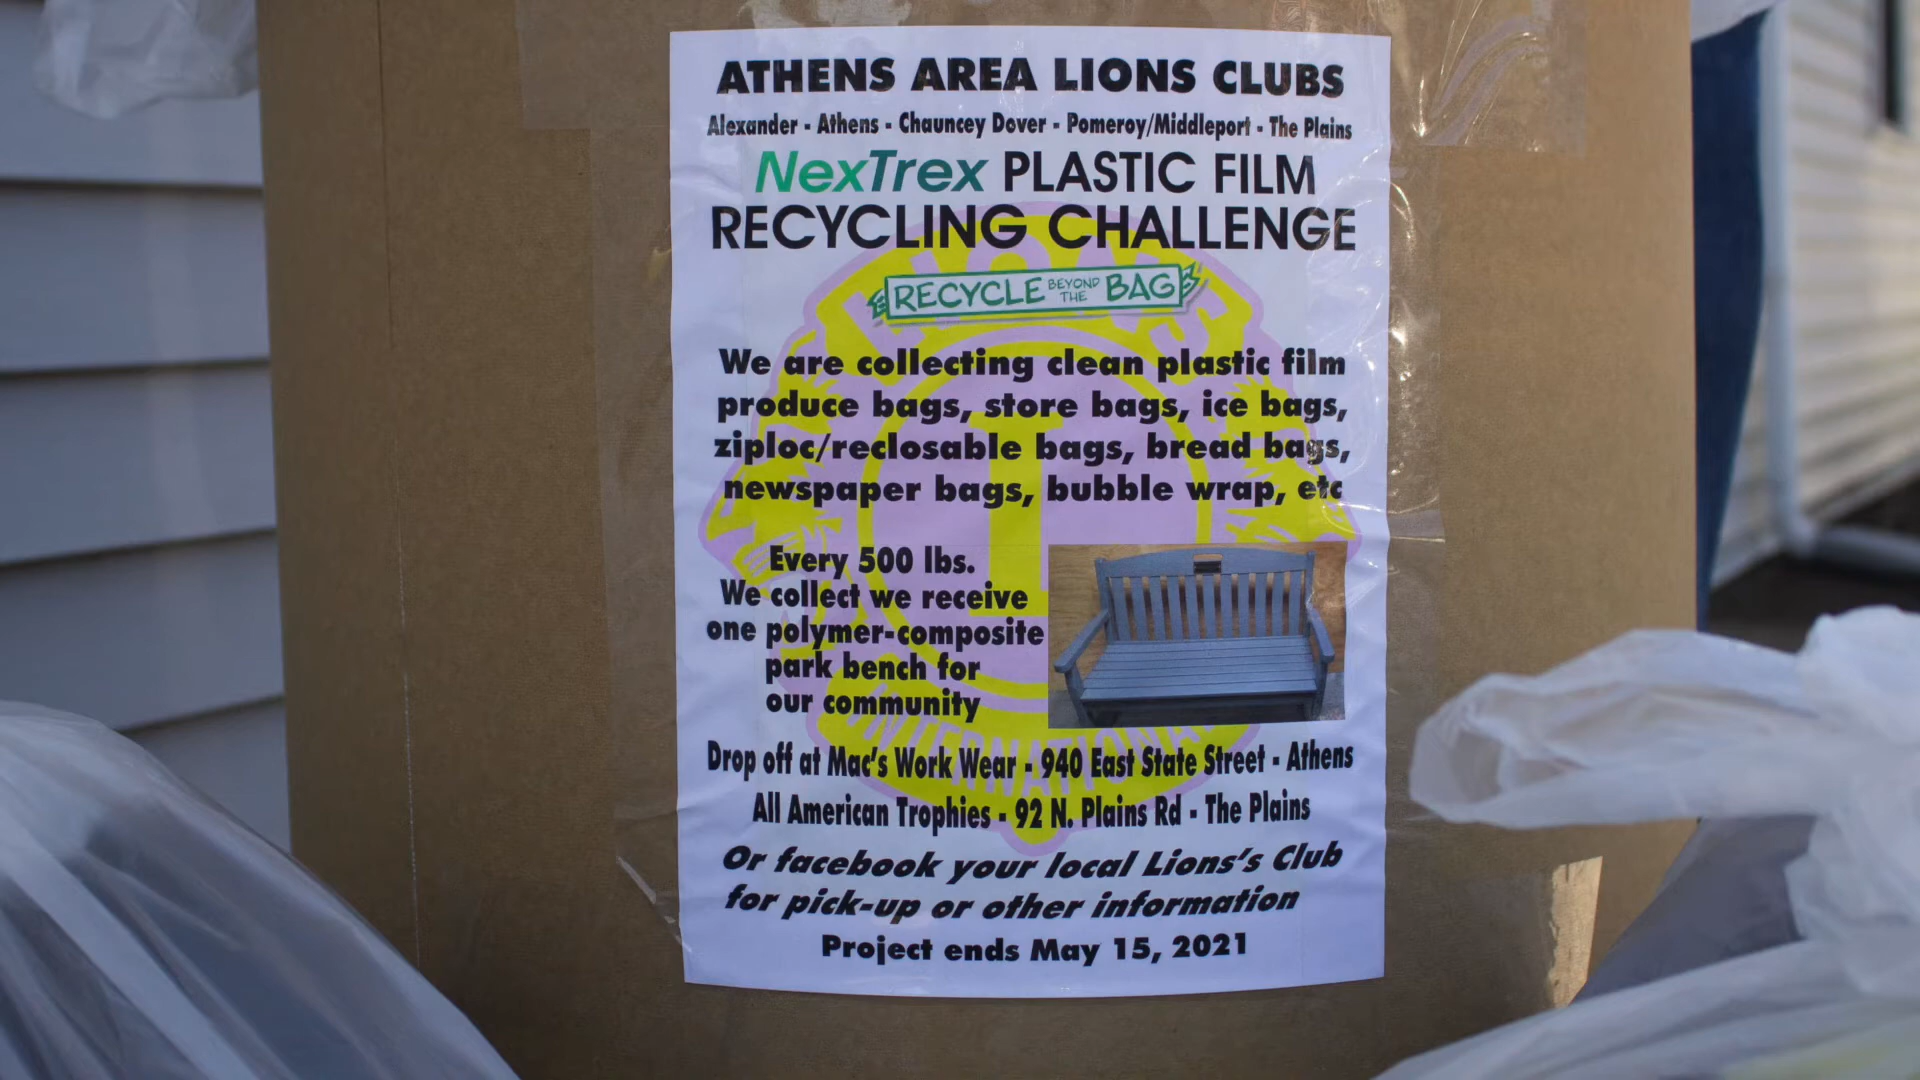 ATHENS AREA LIONS CLUBS
Alexander - Athens - Chauncey Dover - Pomeroy/Middleport - The Plains
NexTrex PLASTIC FILM
RECYCLING CHALLENGE
LIONS
RECYCLE BEYOND THE BAG
We are collecting clean plastic film
produce bags, store bags, ice bags,
ziploc/reclosable bags, bread bags,
newspaper bags, bubble wrap, etc
L
Every 500 lbs.
We collect we receive
one polymer-composite
park bench for
our community
INTERNATIONAL
Drop off at Mac's Work Wear - 940 East State Street - Athens
All American Trophies - 92 N. Plains Rd - The Plains
Or facebook your local Lions's Club
for pick-up or other information
Project ends May 15, 2021